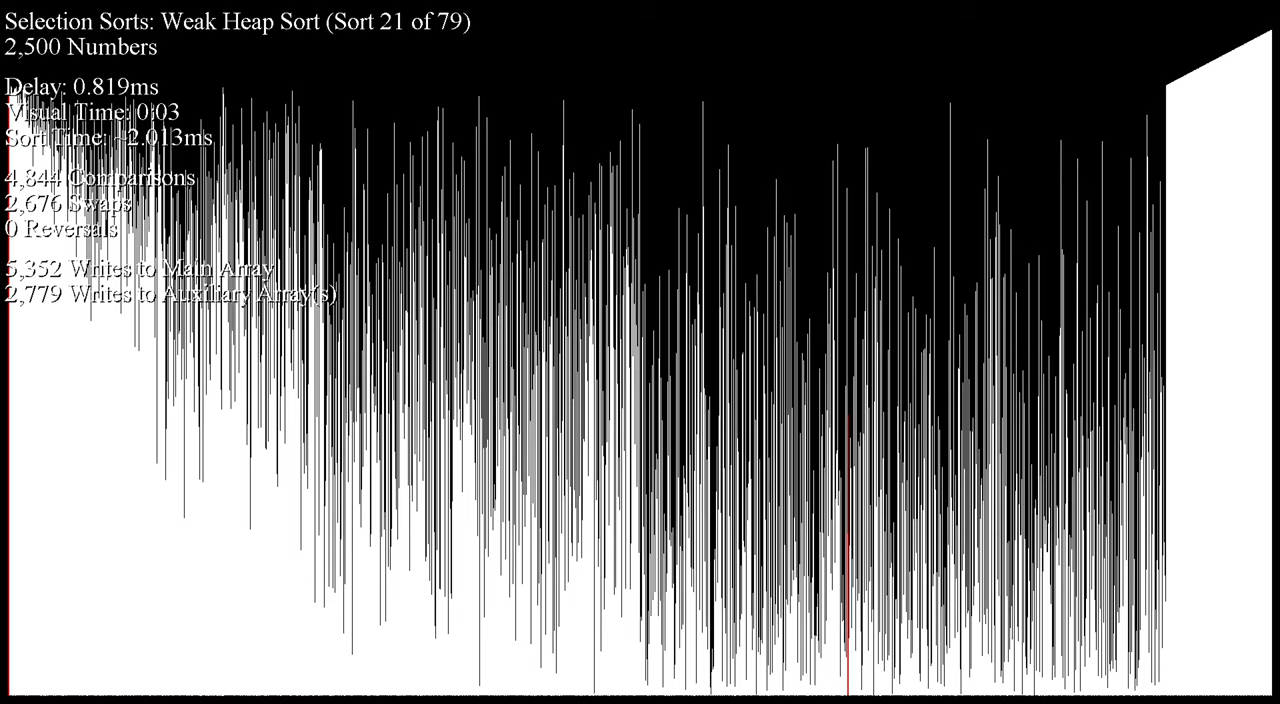 Selection Sorts: Weak Heap Sort (Sort 21 of 79)
2,500 Numbers
Delay: 0.819ms
Visual Time: 0:03
Sort Time: ~2.013ms
4,844 Comparisons
2,676 Swaps
0 Reversals
5,352 Writes to Main Array
2,779 Writes to Auxiliary Array(s)